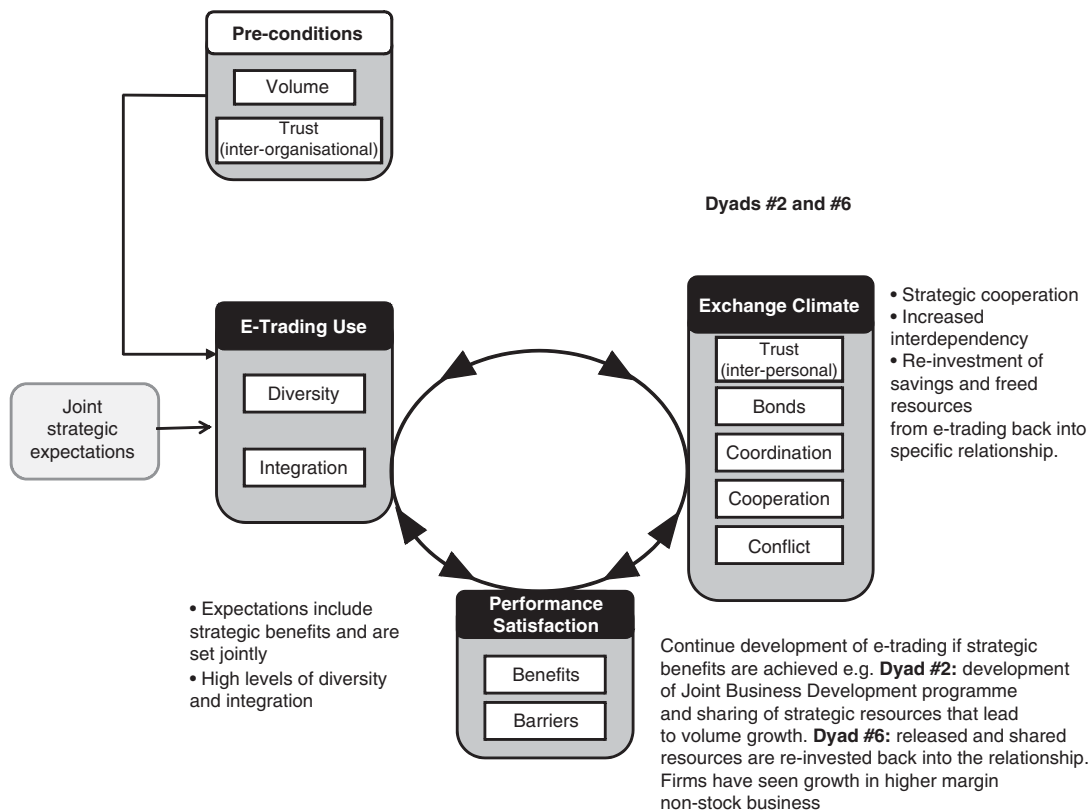 Pre-conditions
Volume
Trust
(inter-organisational)
Dyads #2 and #6
E-Trading Use
Diversity
Integration
Joint
strategic
expectations
Exchange Climate
Trust
(inter-personal)
Bonds
Coordination
Cooperation
Conflict
• Strategic cooperation
• Increased
interdependency
• Re-investment of
savings and freed
resources
from e-trading back into
specific relationship.
• Expectations include
strategic benefits and are
set jointly
• High levels of diversity
and integration
Performance
Satisfaction
Benefits
Barriers
Continue development of e-trading if strategic
benefits are achieved e.g. Dyad #2: development
of Joint Business Development programme
and sharing of strategic resources that lead
to volume growth. Dyad #6: released and shared
resources are re-invested back into the relationship.
Firms have seen growth in higher margin
non-stock business